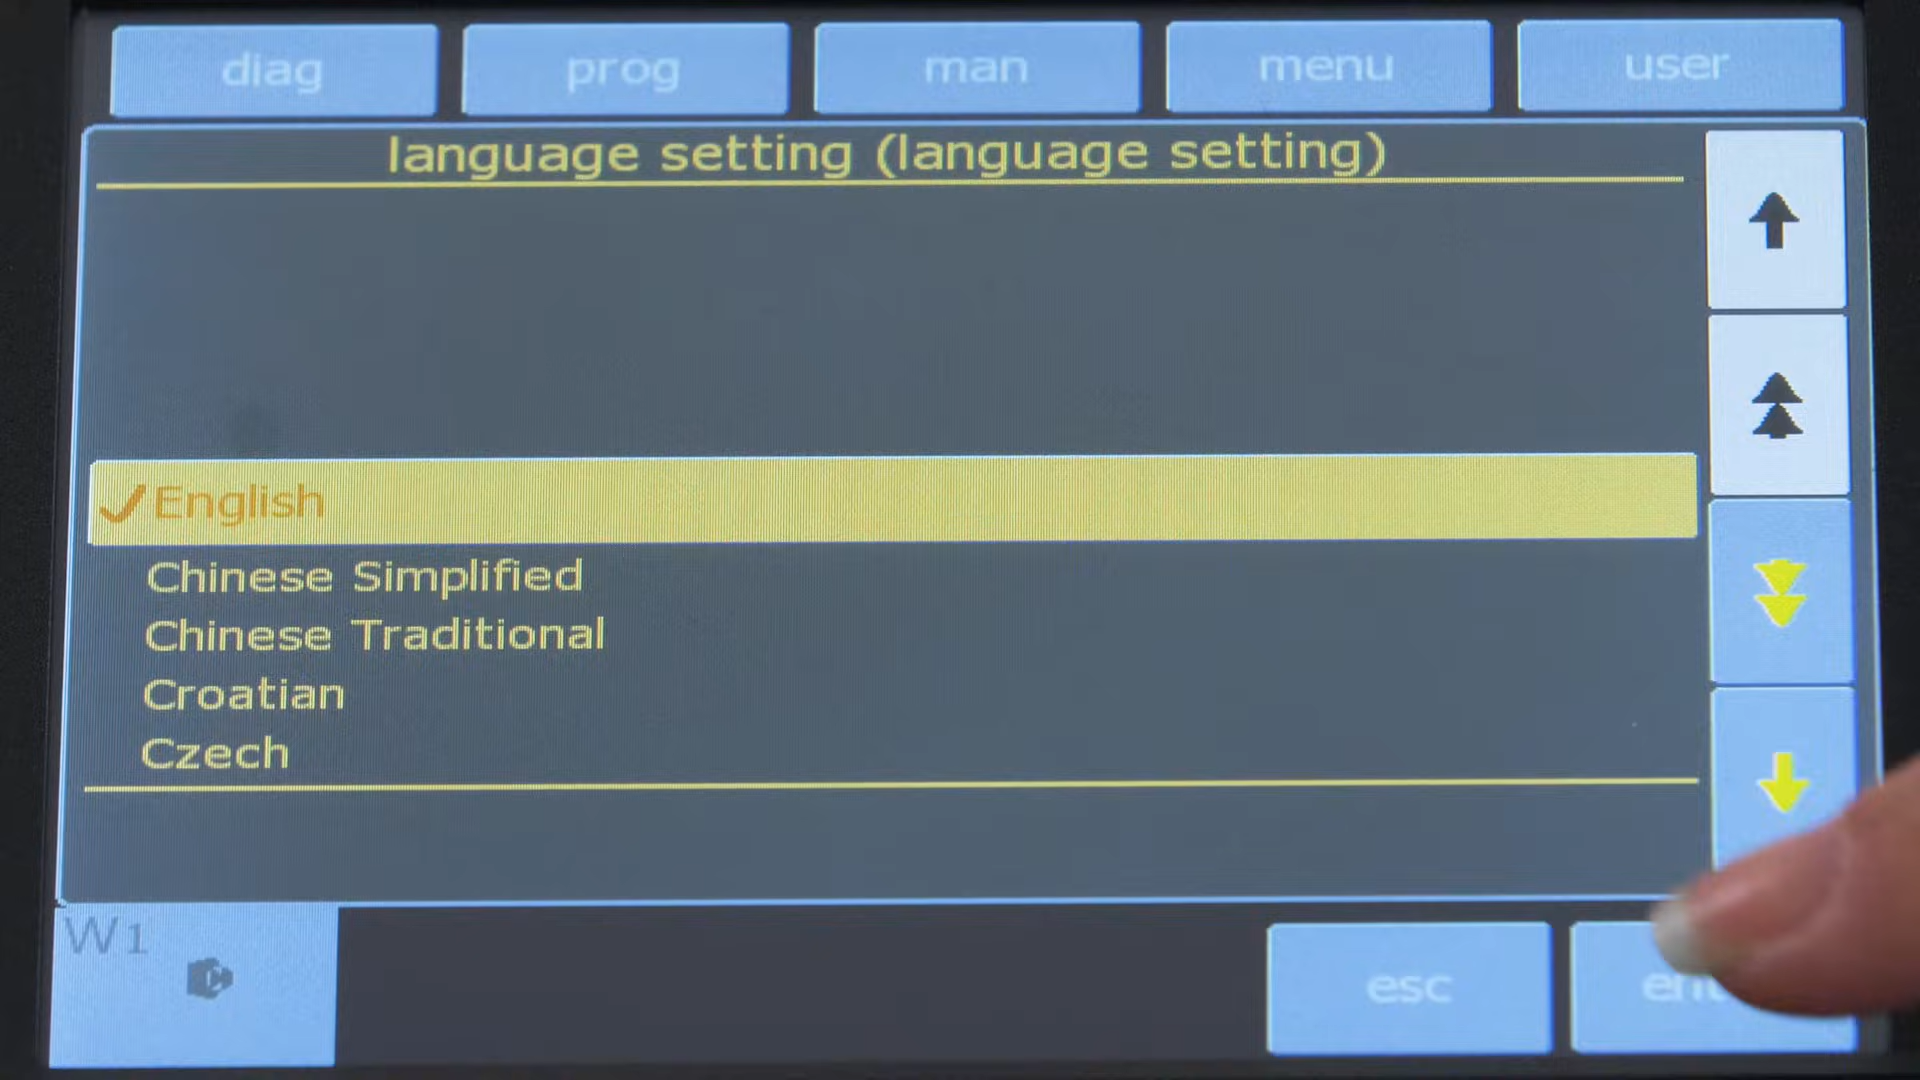 diag prog man menu user
language setting (language setting)
English
Chinese Simplified
Chinese Traditional
Croatian
Czech
W1
esc